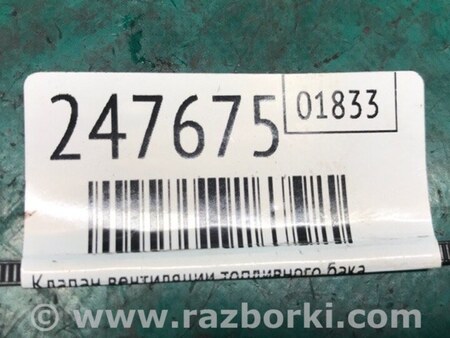 247675
01833
Клапан вентиляции топливного бака
© www.razborki.com